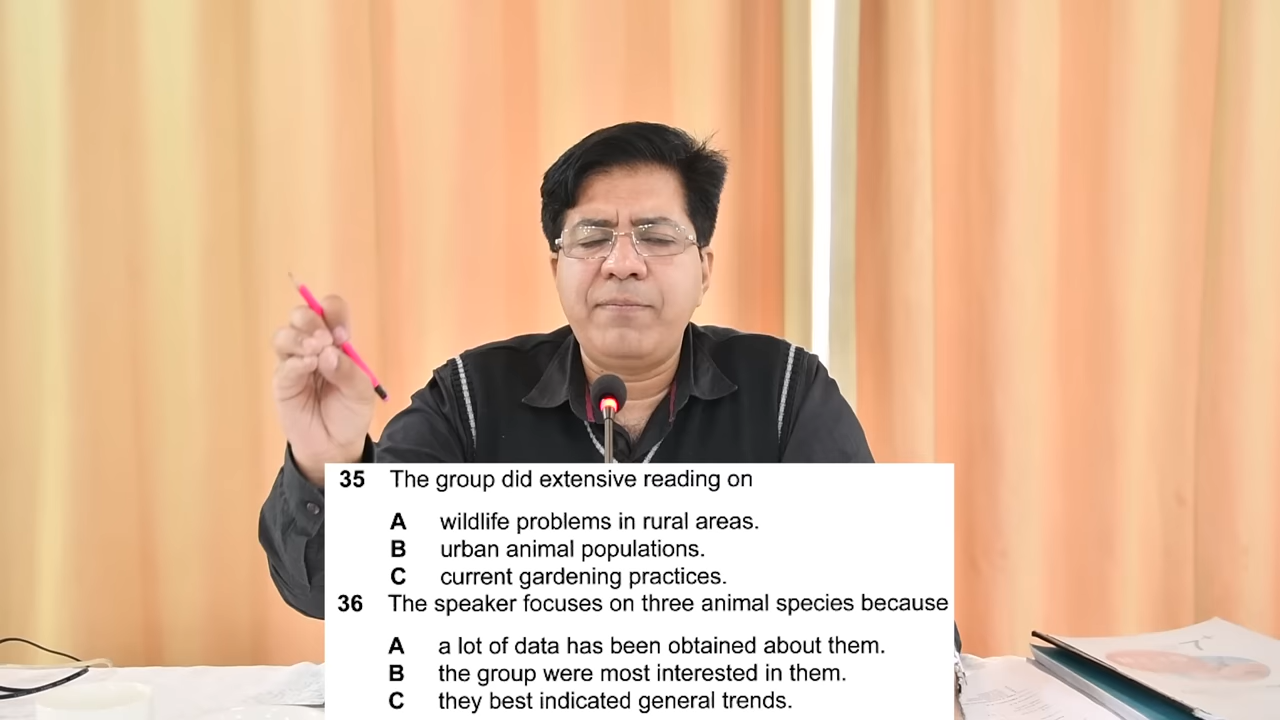 35 The group did extensive reading on
A wildlife problems in rural areas.
B urban animal populations.
C current gardening practices.
36 The speaker focuses on three animal species because
A a lot of data has been obtained about them.
B the group were most interested in them.
C they best indicated general trends.